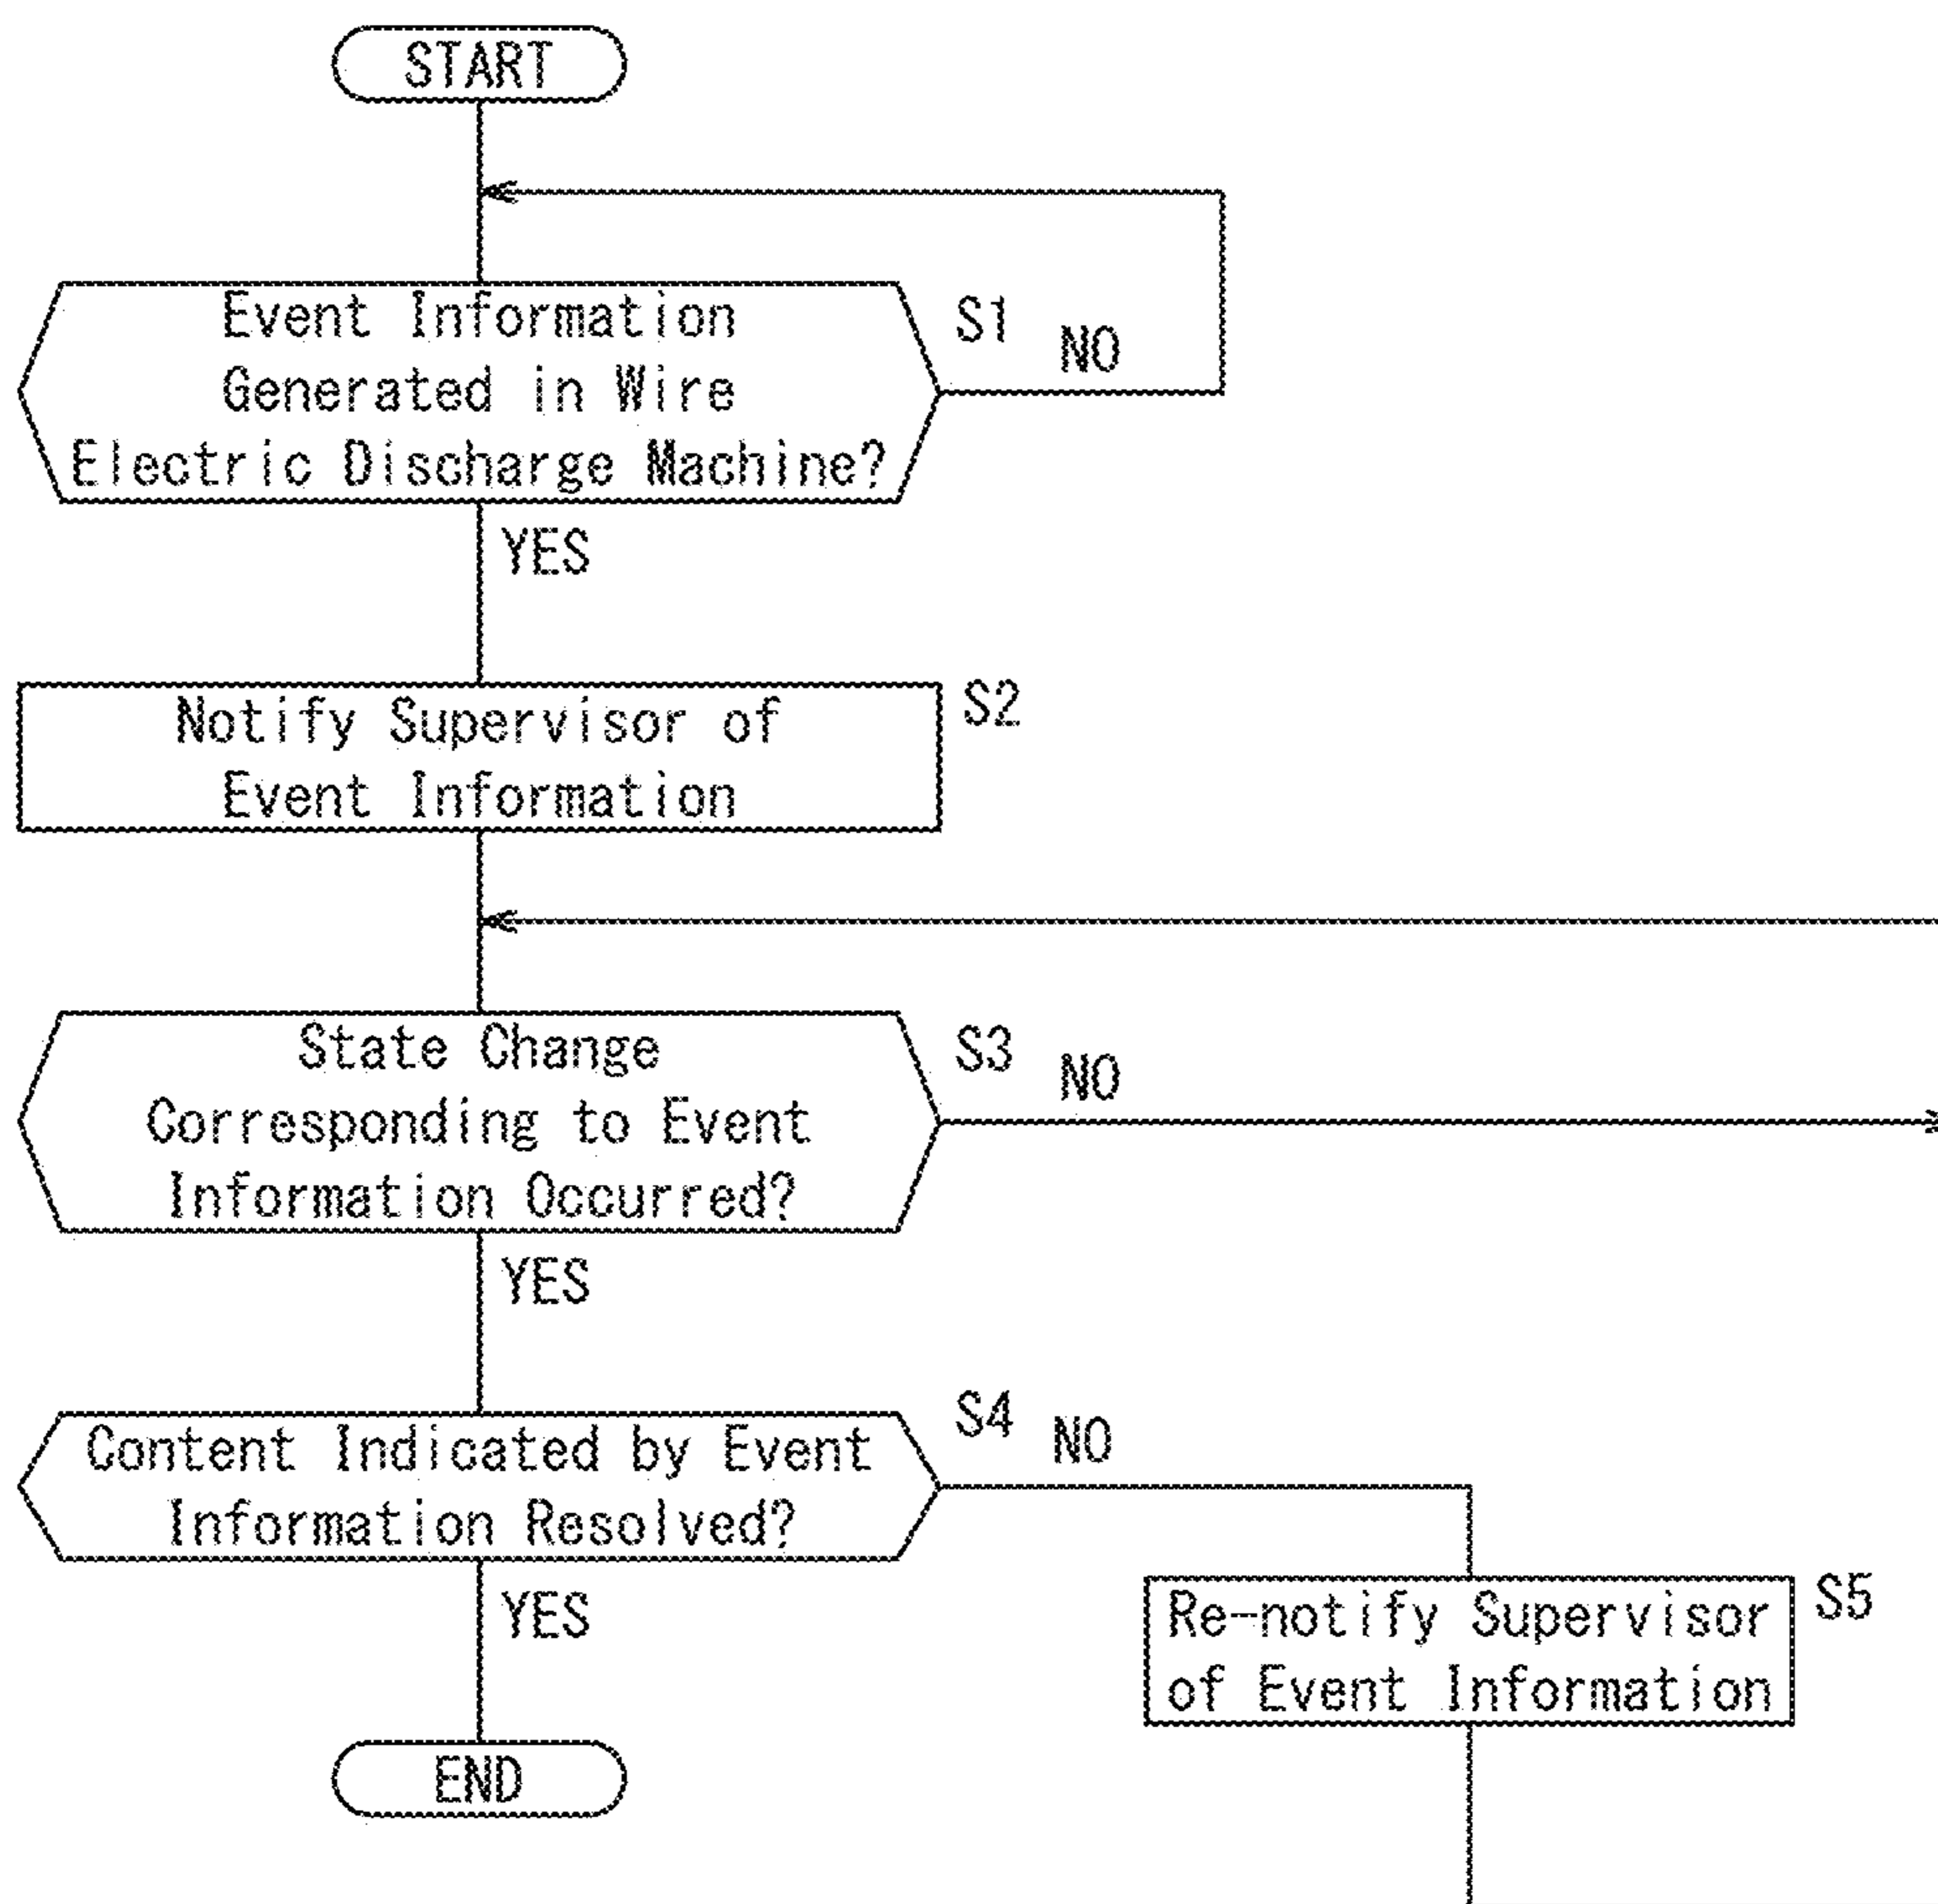 START
Event Information
Generated in Wire
Electric Discharge Machine?
S1
NO
YES
Notify Supervisor of
Event Information
S2
State Change
Corresponding to Event
Information Occurred?
S3
NO
YES
Content Indicated by Event
Information Resolved?
S4
NO
YES
Re-notify Supervisor
of Event Information
S5
END